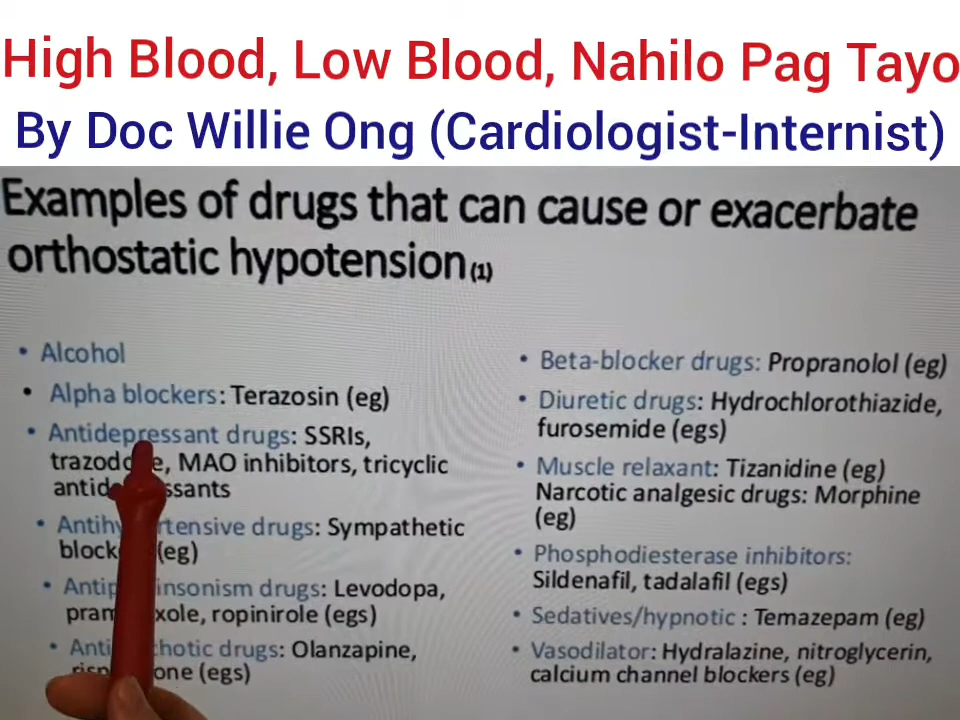 High Blood, Low Blood, Nahilo Pag Tayo
By Doc Willie Ong (Cardiologist-Internist)
Examples of drugs that can cause or exacerbate
orthostatic hypotension (1)
• Alcohol
• Alpha blockers: Terazosin (eg)
• Antidepressant drugs: SSRIs,
MAO inhibitors, tricyclic
• drugs: Sympathetic
(eg)
• drugs: Levodopa,
ropinirole (egs)
• drugs: Olanzapine,
(egs)
• Beta-blocker drugs: Propranolol (eg)
• Diuretic drugs: Hydrochlorothiazide,
furosemide (egs)
• Muscle relaxant: Tizanidine (eg)
Narcotic analgesic drugs: Morphine
(eg)
• Phosphodiesterase inhibitors:
Sildenafil, tadalafil (egs)
• Sedatives/hypnotic : Temazepam (eg)
• Vasodilator: Hydralazine, nitroglycerin,
calcium channel blockers (eg)